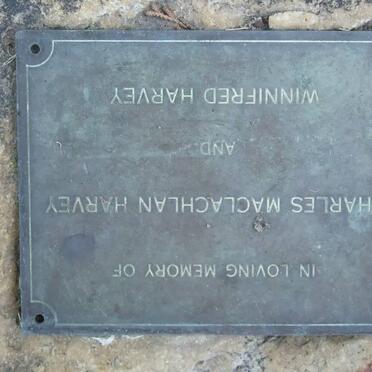 IN LOVING MEMORY OF
HARLES MACLACHLAN HARVEY
AND
WINNIFRED HARVEY